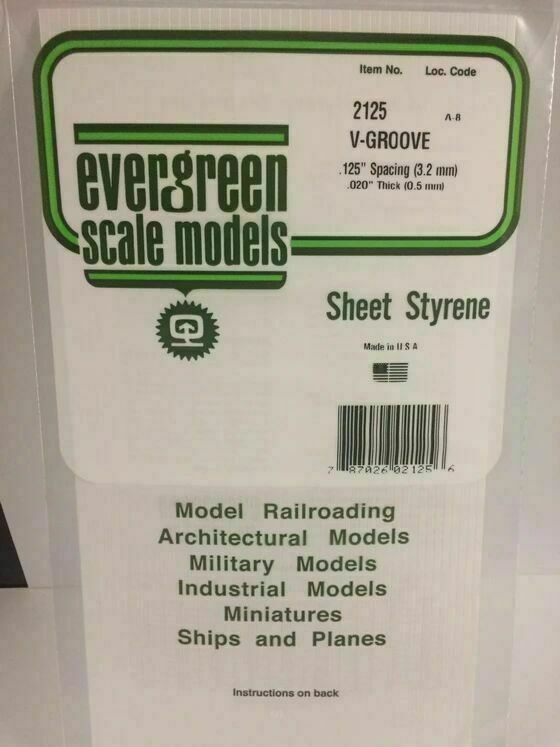 Item No. Loc. Code
2125 A-8
V-GROOVE
.125" Spacing (3.2 mm)
.020" Thick (0.5 mm)
evergreen
scale models
Sheet Styrene
Made in U S A
7 87026 02125 6
Model Railroading
Architectural Models
Military Models
Industrial Models
Miniatures
Ships and Planes
Instructions on back